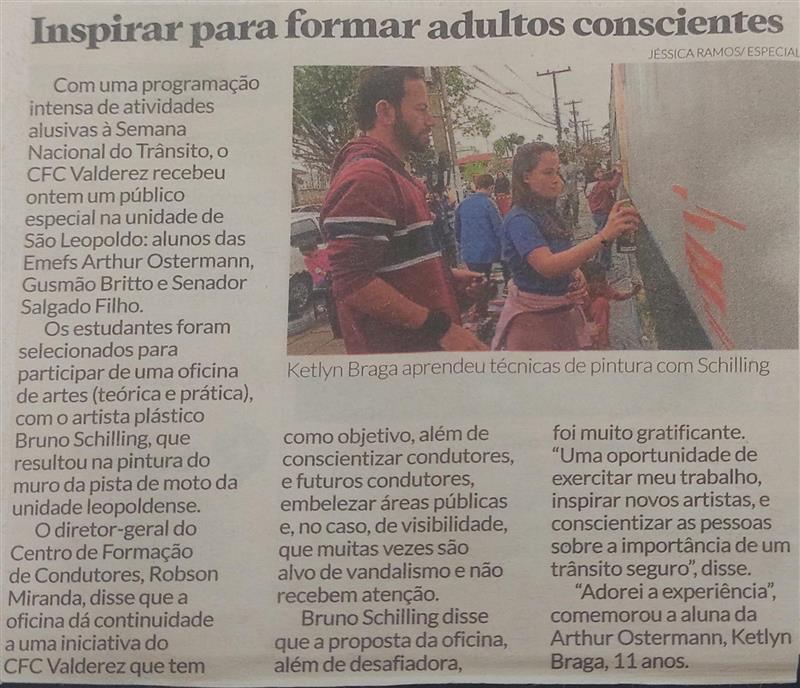 Inspirar para formar adultos conscientes
JÉSSICA RAMOS/ESPECIAL
Com uma programação
intensa de atividades
alusivas à Semana
Nacional do Trânsito, o
CFC Valderez recebeu
ontem um público
especial na unidade de
São Leopoldo: alunos das
Emefs Arthur Ostermann,
Gusmão Britto e Senador
Salgado Filho.
Os estudantes foram
selecionados para
participar de uma oficina
de artes (teórica e prática),
com o artista plástico
Bruno Schilling, que
resultou na pintura do
muro da pista de moto da
unidade leopoldense.
O diretor-geral do
Centro de Formação
de Condutores, Robson
Miranda, disse que a
oficina dá continuidade
a uma iniciativa do
CFC Valderez que tem
Ketlyn Braga aprendeu técnicas de pintura com Schilling
como objetivo, além de
conscientizar condutores,
e futuros condutores,
embelezar áreas públicas
e, no caso, de visibilidade,
que muitas vezes são
alvo de vandalismo e não
recebem atenção.
Bruno Schilling disse
que a proposta da oficina,
além de desafiadora,
foi muito gratificante.
“Uma oportunidade de
exercitar meu trabalho,
inspirar novos artistas, e
conscientizar as pessoas
sobre a importância de um
trânsito seguro”, disse.
“Adorei a experiência”,
comemorou a aluna da
Arthur Ostermann, Ketlyn
Braga, 11 anos.